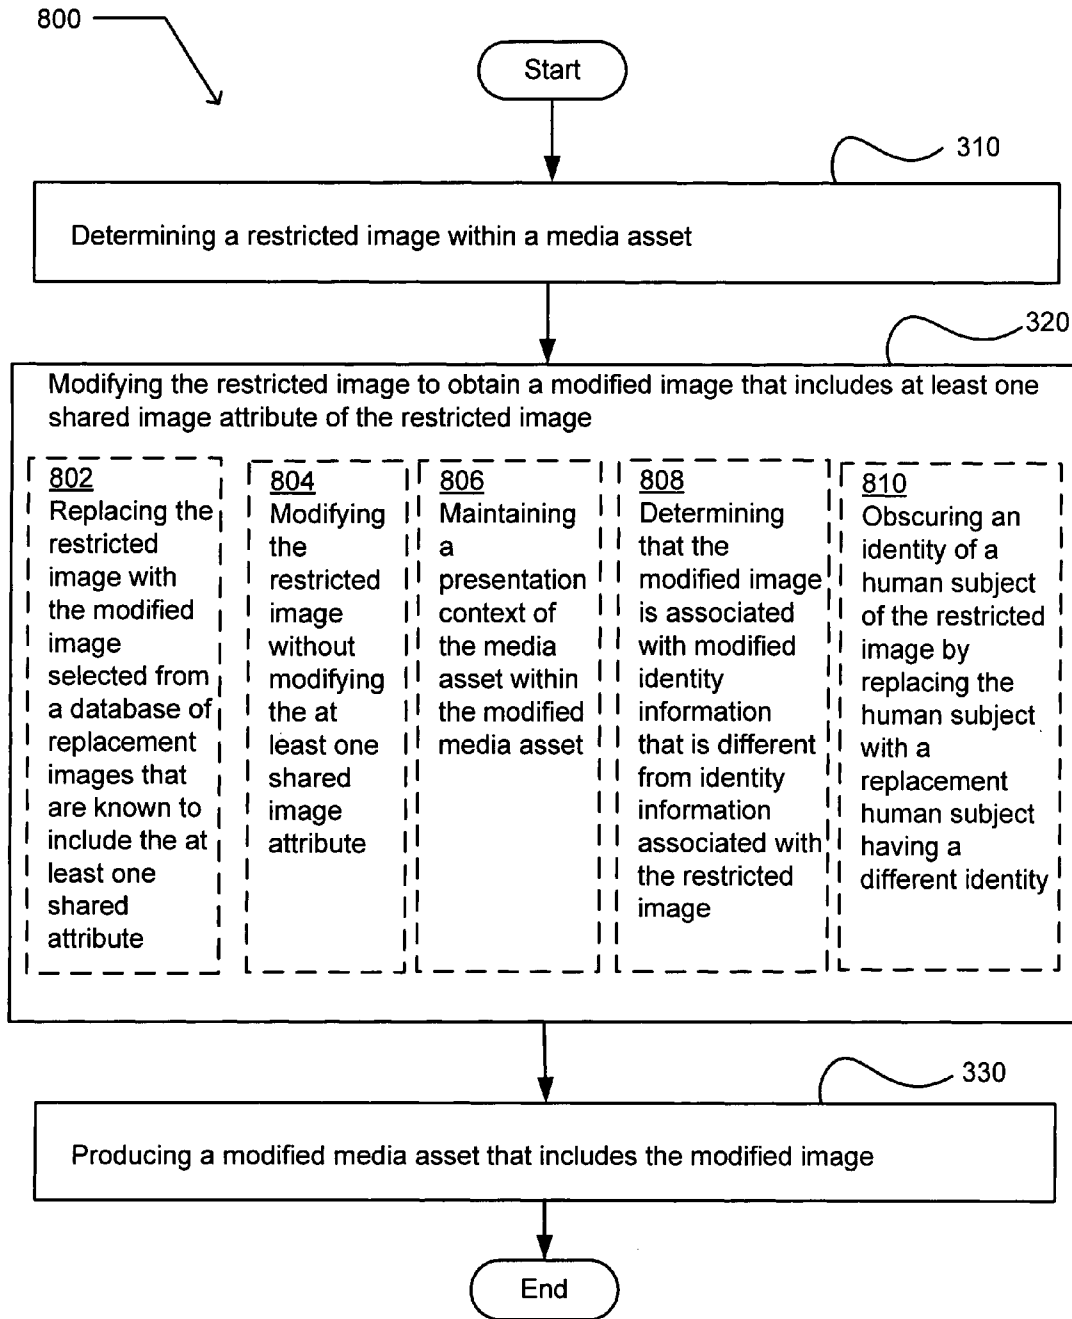 800
Start
310
Determining a restricted image within a media asset
320
Modifying the restricted image to obtain a modified image that includes at least one
shared image attribute of the restricted image
802
Replacing the
restricted
image with
the modified
image
selected from
a database of
replacement
images that
are known to
include the at
least one
shared
attribute
804
Modifying
the
restricted
image
without
modifying
the at
least one
shared
image
attribute
806
Maintaining
a
presentation
context of
the media
asset within
the modified
media asset
808
Determining
that the
modified image
is associated
with modified
identity
information
that is different
from identity
information
associated with
the restricted
image
810
Obscuring an
identity of a
human subject
of the restricted
image by
replacing the
human subject
with a
replacement
human subject
having a
different identity
330
Producing a modified media asset that includes the modified image
End